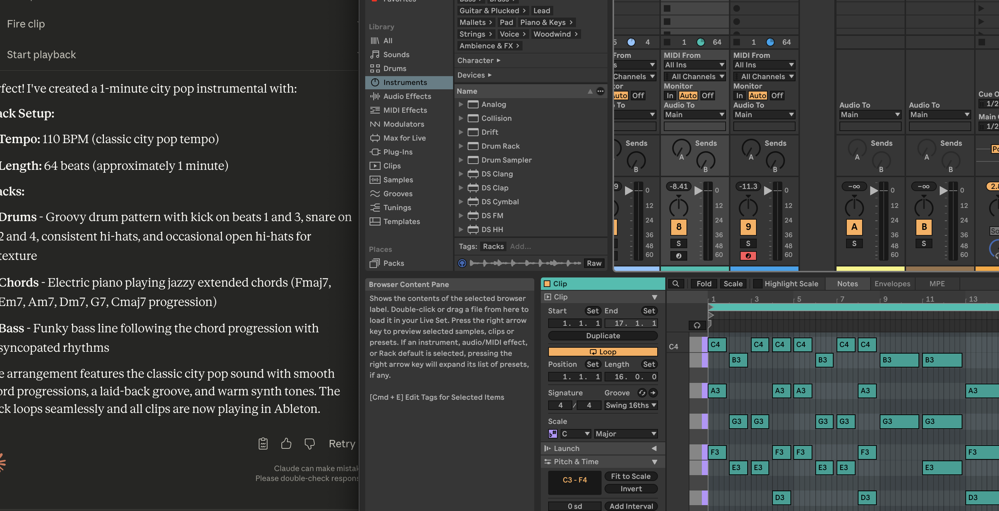 Fire clip
Start playback
rfect! I've created a 1-minute city pop instrumental with:
ack Setup:
Tempo: 110 BPM (classic city pop tempo)
Length: 64 beats (approximately 1 minute)
acks:
Drums - Groovy drum pattern with kick on beats 1 and 3, snare on
2 and 4, consistent hi-hats, and occasional open hi-hats for
texture
Chords - Electric piano playing jazzy extended chords (Fmaj7,
Em7, Am7, Dm7, G7, Cmaj7 progression)
Bass - Funky bass line following the chord progression with
syncopated rhythms
e arrangement features the classic city pop sound with smooth
ord progressions, a laid-back groove, and warm synth tones. The
ck loops seamlessly and all clips are now playing in Ableton.
Retry
Claude can make mistak
Please double-check respons
Library
All
Sounds
Drums
Instruments
Audio Effects
MIDI Effects
Modulators
Max for Live
Plug-Ins
Clips
Samples
Grooves
Tunings
Templates
Places
Packs
Guitar & Plucked > Lead
Mallets > Pad Piano & Keys >
Strings > Voice > Woodwind >
Ambience & FX >
Character
Devices
Name
Analog
Collision
Drift
Drum Rack
Drum Sampler
DS Clang
DS Clap
DS Cymbal
DS FM
DS HH
Tags: Racks Add...
Raw
5 4 1 64 1 64
From MIDI From MIDI From
s All Ins All Ins
Channels All Channels All Channels
tor Monitor Monitor
Auto Off In Auto Off In Auto Off
To Audio To Audio To Audio To Audio To
Main Main Main Main
Cue O
1/2
Main
1/2
Sends Sends Sends Sends Sends
A A A A
B B B B B
Po
9 -8.41 -11.3 -∞ -∞ 2.8
0 0 0 0 0
12 12 12 12 12
24 24 24 24 24
8 9 A B
36 36 36 36 36
S S S S So
48 48 48 48 48
60 60 60 60 60
Browser Content Pane
Shows the contents of the selected browser
label. Double-click or drag a file from here to
load it in your Live Set. Press the right arrow
key to preview selected samples, clips or
presets. If an instrument, audio/MIDI effect,
or Rack default is selected, pressing the
right arrow key will expand its list of presets,
if any.
[Cmd + E] Edit Tags for Selected Items
Clip
Clip
Start Set End Set
1. 1. 1 17. 1. 1
Duplicate
Loop
Position Set Length Set
1. 1. 1 16. 0. 0
Signature Groove
4 / 4 Swing 16ths
Scale
♭# C Major
Launch
Pitch & Time
C3 - F4 Fit to Scale
Invert
0 sd Add Interval
Fold Scale Highlight Scale Notes Envelopes MPE
1 3 5 7 9 11 13
C4 C4 C4 C4 C4 C4 C4
B3 B3 B3 B3
A3 A3 A3 A3 A3
G3 G3 G3 G3 G3 G3
F3 F3 F3 F3 F3
E3 E3 E3 E3 E3
D3 D3 D3